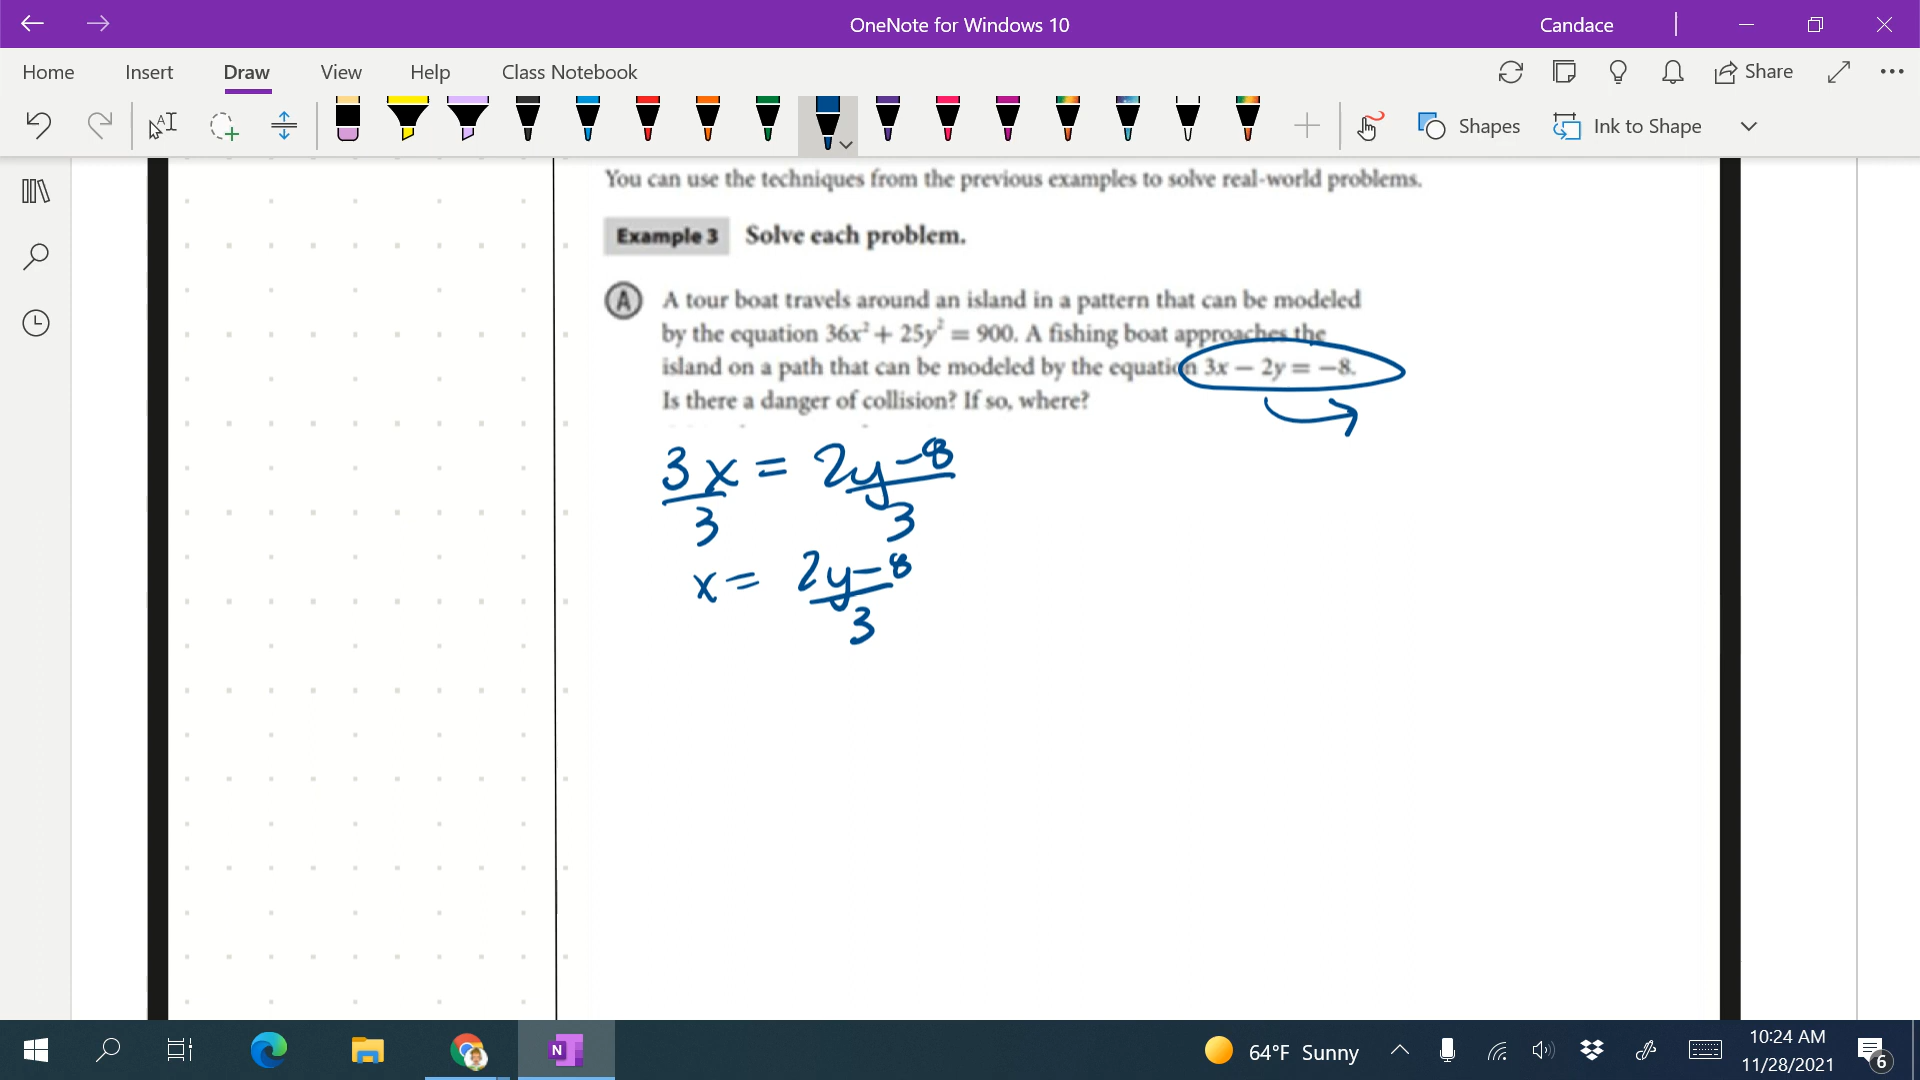 OneNote for Windows 10
Candace
Home Insert Draw View Help Class Notebook
Share
Shapes Ink to Shape
You can use the techniques from the previous examples to solve real-world problems.
Example 3 Solve each problem.
A A tour boat travels around an island in a pattern that can be modeled
by the equation 36x² + 25y² = 900. A fishing boat approaches the
island on a path that can be modeled by the equation 3x − 2y = −8.
Is there a danger of collision? If so, where?
3x = 2y−8
3 3
x = 2y−8
3
64°F Sunny
10:24 AM
11/28/2021
6